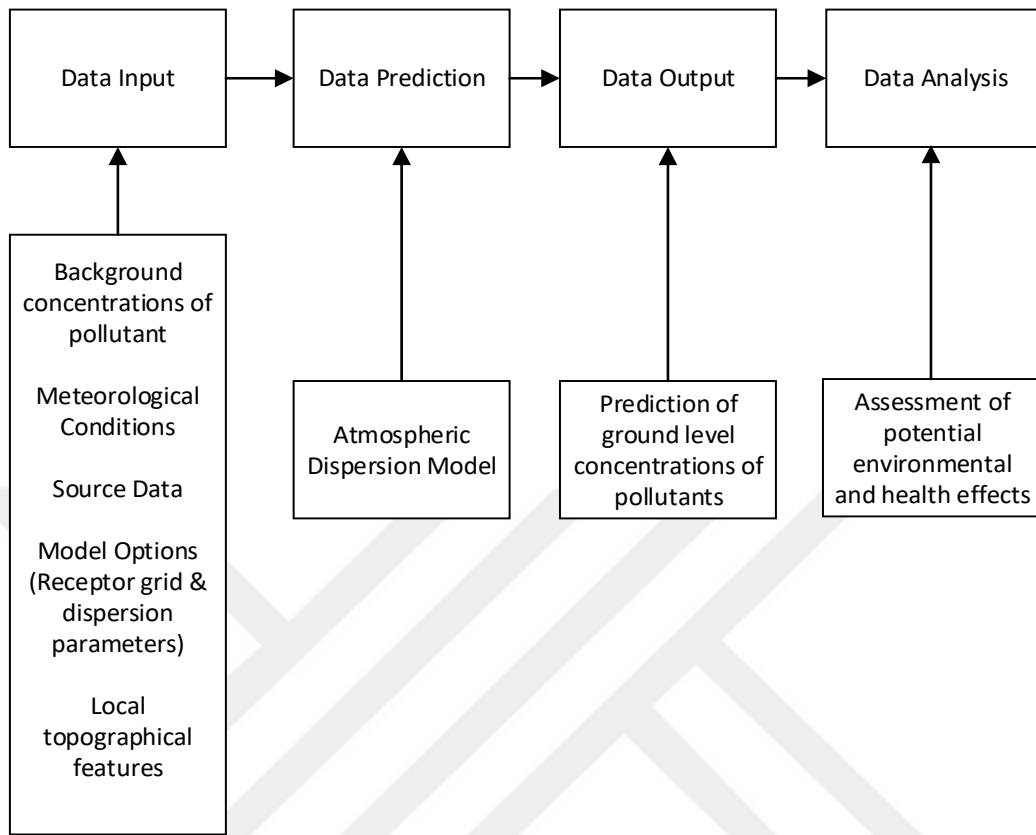 Data Input
Data Prediction
Data Output
Data Analysis
Background
concentrations of
pollutant
Meteorological
Conditions
Source Data
Model Options
(Receptor grid &
dispersion
parameters)
Local
topographical
features
Atmospheric
Dispersion Model
Prediction of
ground level
concentrations of
pollutants
Assessment of
potential
environmental
and health effects